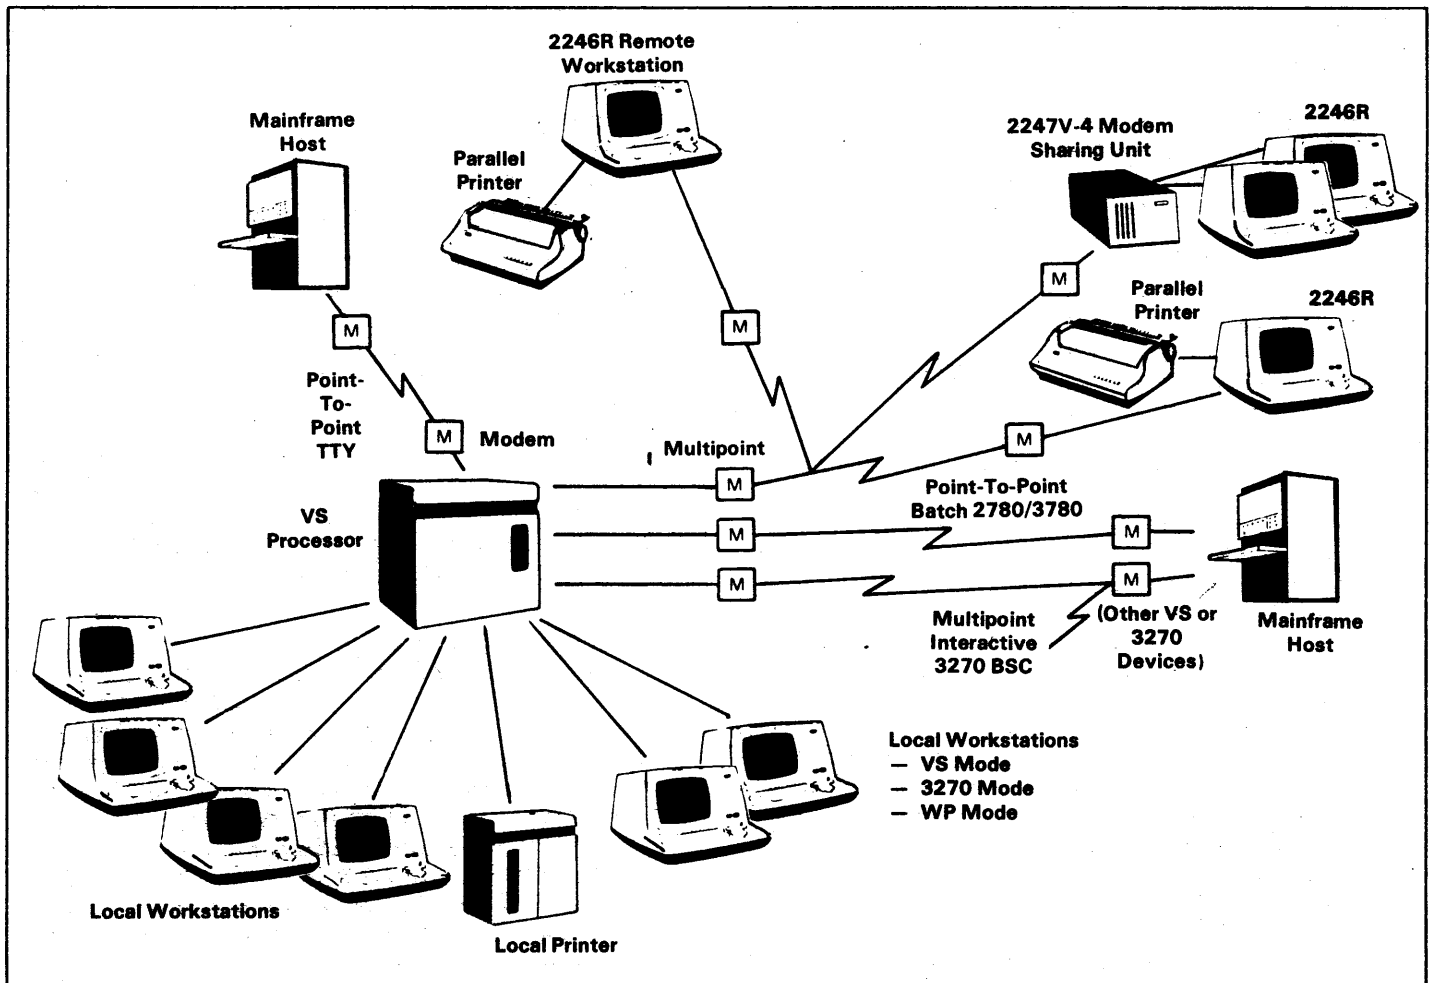 2246R Remote
Workstation
Mainframe
Host
Parallel
Printer
2247V-4 Modem
Sharing Unit
2246R
M
M
M
Parallel
Printer
2246R
Point-
To-
Point
TTY
M
Modem
Multipoint
M
M
VS
Processor
Point-To-Point
Batch 2780/3780
M
M
M
M
Multipoint
Interactive
3270 BSC
(Other VS or
3270
Devices)
Mainframe
Host
Local Workstations
— VS Mode
— 3270 Mode
— WP Mode
Local Workstations
Local Printer